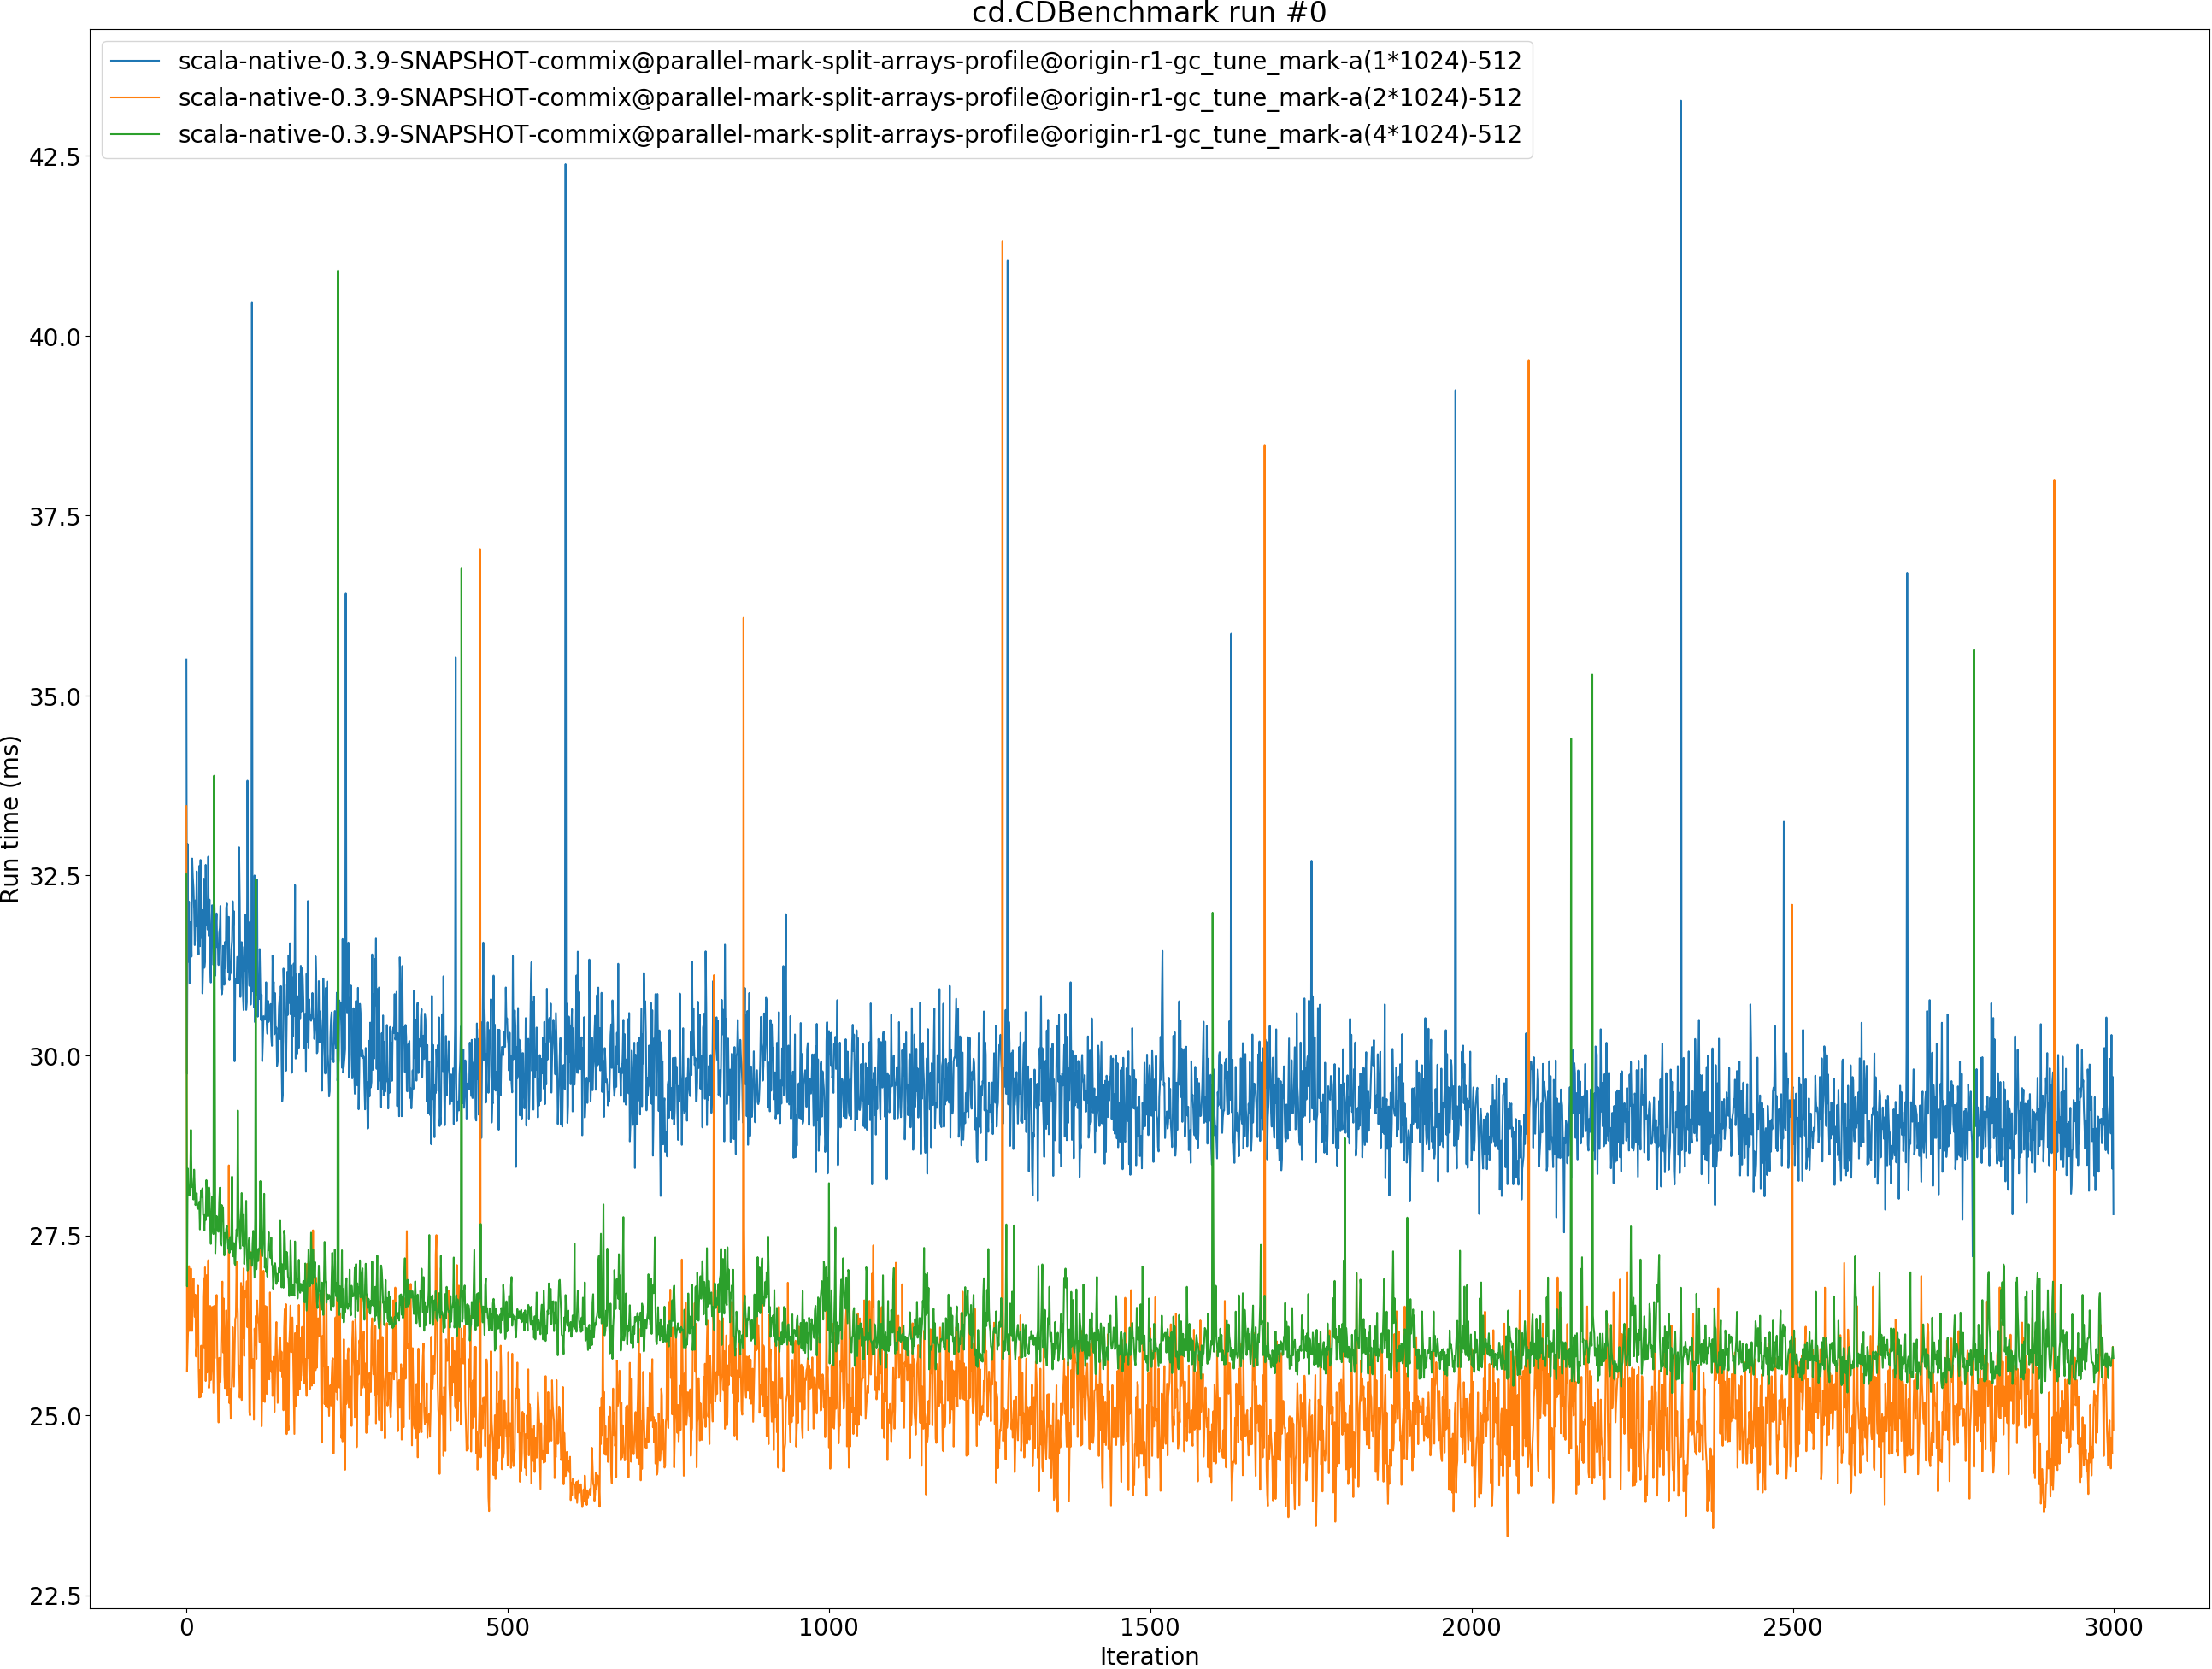 cd.CDBenchmark run #0
scala-native-0.3.9-SNAPSHOT-commix@parallel-mark-split-arrays-profile@origin-r1-gc_tune_mark-a(1*1024)-512
scala-native-0.3.9-SNAPSHOT-commix@parallel-mark-split-arrays-profile@origin-r1-gc_tune_mark-a(2*1024)-512
scala-native-0.3.9-SNAPSHOT-commix@parallel-mark-split-arrays-profile@origin-r1-gc_tune_mark-a(4*1024)-512
42.5
40.0
37.5
35.0
32.5
30.0
27.5
25.0
22.5
Run time (ms)
0 500 1000 1500 2000 2500 3000
Iteration